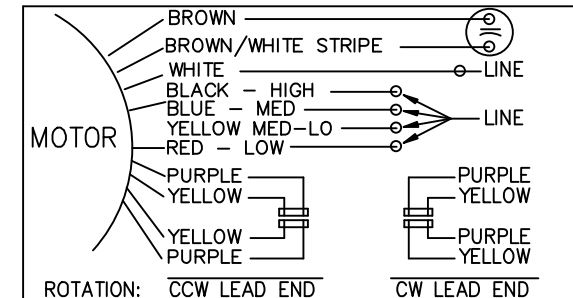 BROWN
BROWN/WHITE STRIPE
WHITE LINE
BLACK - HIGH
BLUE - MED
YELLOW MED-LO
RED - LOW
LINE
MOTOR
PURPLE
YELLOW
YELLOW
PURPLE
PURPLE
YELLOW
PURPLE
YELLOW
ROTATION: CCW LEAD END CW LEAD END